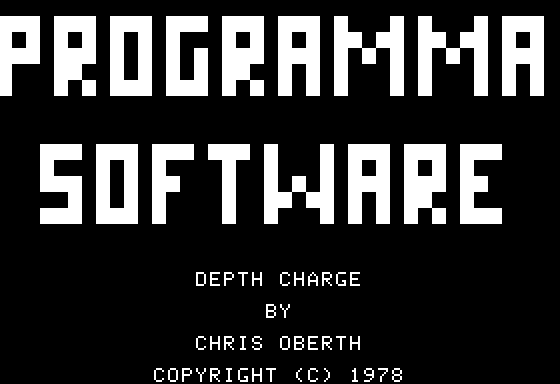 PROGRAMMA
SOFTWARE
DEPTH CHARGE
BY
CHRIS OBERTH
COPYRIGHT (C) 1978